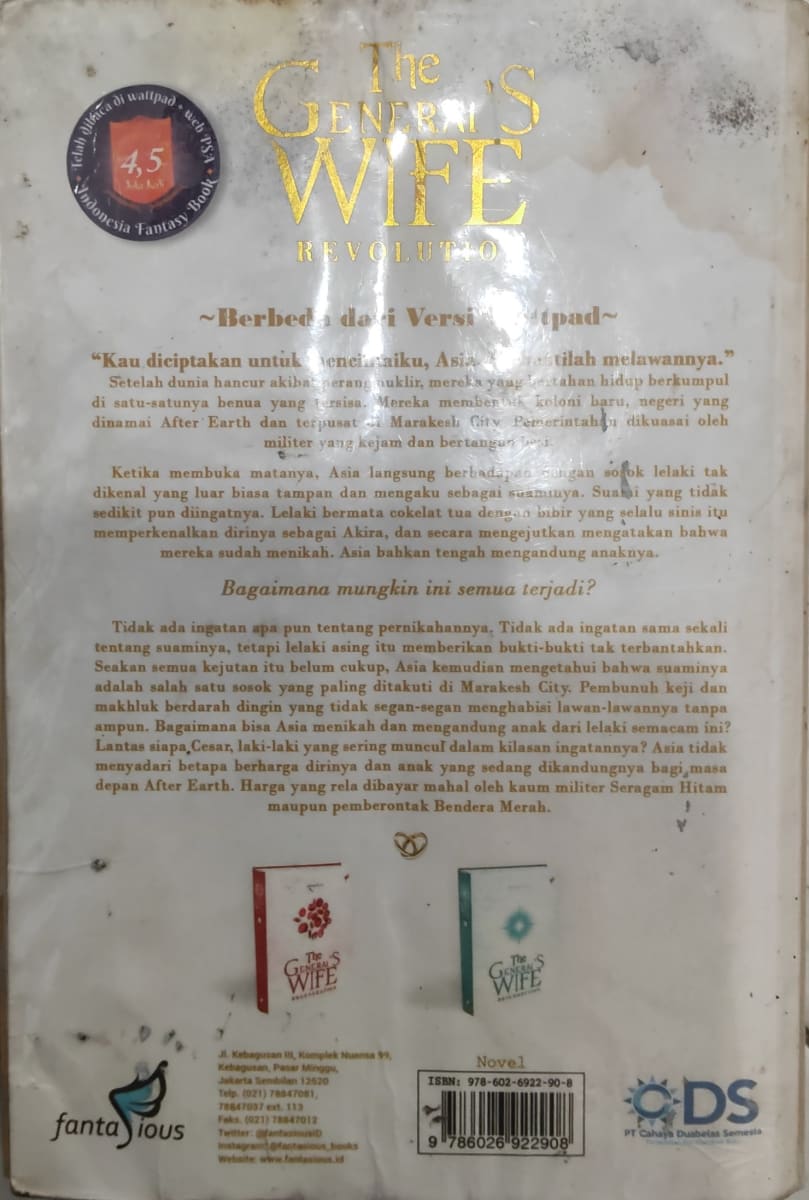 The
GENERAL'S
WIFE
REVOLUTIO
Telah dibaca di wattpad • web PSA
4,5
Juta Kali
Indonesia Fantasy Book
~Berbeda dari Versi Wattpad~
“Kau diciptakan untuk mencintaiku, Asia. melawannya.”
Setelah dunia hancur akibat perang nuklir, mereka yang bertahan hidup berkumpul
di satu-satunya benua yang tersisa. Mereka membentuk koloni baru, negeri yang
dinamai After Earth dan terpusat di Marakesh City. Pemerintahan dikuasai oleh
militer yang kejam dan bertangan besi.
Ketika membuka matanya, Asia langsung berhadapan dengan sosok lelaki tak
dikenal yang luar biasa tampan dan mengaku sebagai suaminya. Suami yang tidak
sedikit pun diingatnya. Lelaki bermata cokelat tua dengan bibir yang selalu sinis itu
memperkenalkan dirinya sebagai Akira, dan secara mengejutkan mengatakan bahwa
mereka sudah menikah. Asia bahkan tengah mengandung anaknya.
Bagaimana mungkin ini semua terjadi?
Tidak ada ingatan apa pun tentang pernikahannya. Tidak ada ingatan sama sekali
tentang suaminya, tetapi lelaki asing itu memberikan bukti-bukti tak terbantahkan.
Seakan semua kejutan itu belum cukup, Asia kemudian mengetahui bahwa suaminya
adalah salah satu sosok yang paling ditakuti di Marakesh City. Pembunuh keji dan
makhluk berdarah dingin yang tidak segan-segan menghabisi lawan-lawannya tanpa
ampun. Bagaimana bisa Asia menikah dan mengandung anak dari lelaki semacam ini?
Lantas siapa Cesar, laki-laki yang sering muncul dalam kilasan ingatannya? Asia tidak
menyadari betapa berharga dirinya dan anak yang sedang dikandungnya bagi masa
depan After Earth. Harga yang rela dibayar mahal oleh kaum militer Seragam Hitam
maupun pemberontak Bendera Merah.
The
GENERAL'S
WIFE
The
GENERAL'S
WIFE
fantasious
Jl. Kebagusan III, Komplek Nuansa 99,
Kebagusan, Pasar Minggu,
Jakarta Sembilan 12520
Telp. (021) 78847081,
78847037 ext. 113
Faks. (021) 78847012
Twitter: @fantasiousID
Instagram: @fantasious_books
Website: www.fantasious.id
Novel
ISBN: 978-602-6922-90-8
9 786026 922908
CDS
PT Cahaya Duabelas Semesta